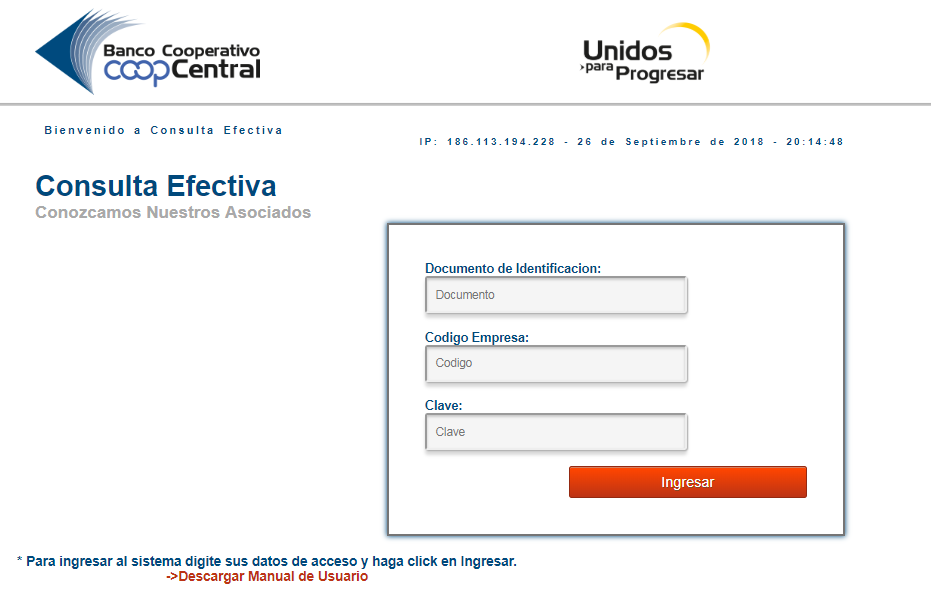 Banco Cooperativo
coopCentral
Unidos
para
Progresar
Bienvenido a Consulta Efectiva
IP: 186.113.194.228 - 26 de Septiembre de 2018 - 20:14:48
Consulta Efectiva
Conozcamos Nuestros Asociados
Documento de Identificacion:
Documento
Codigo Empresa:
Codigo
Clave:
Clave
Ingresar
* Para ingresar al sistema digite sus datos de acceso y haga click en Ingresar.
->Descargar Manual de Usuario